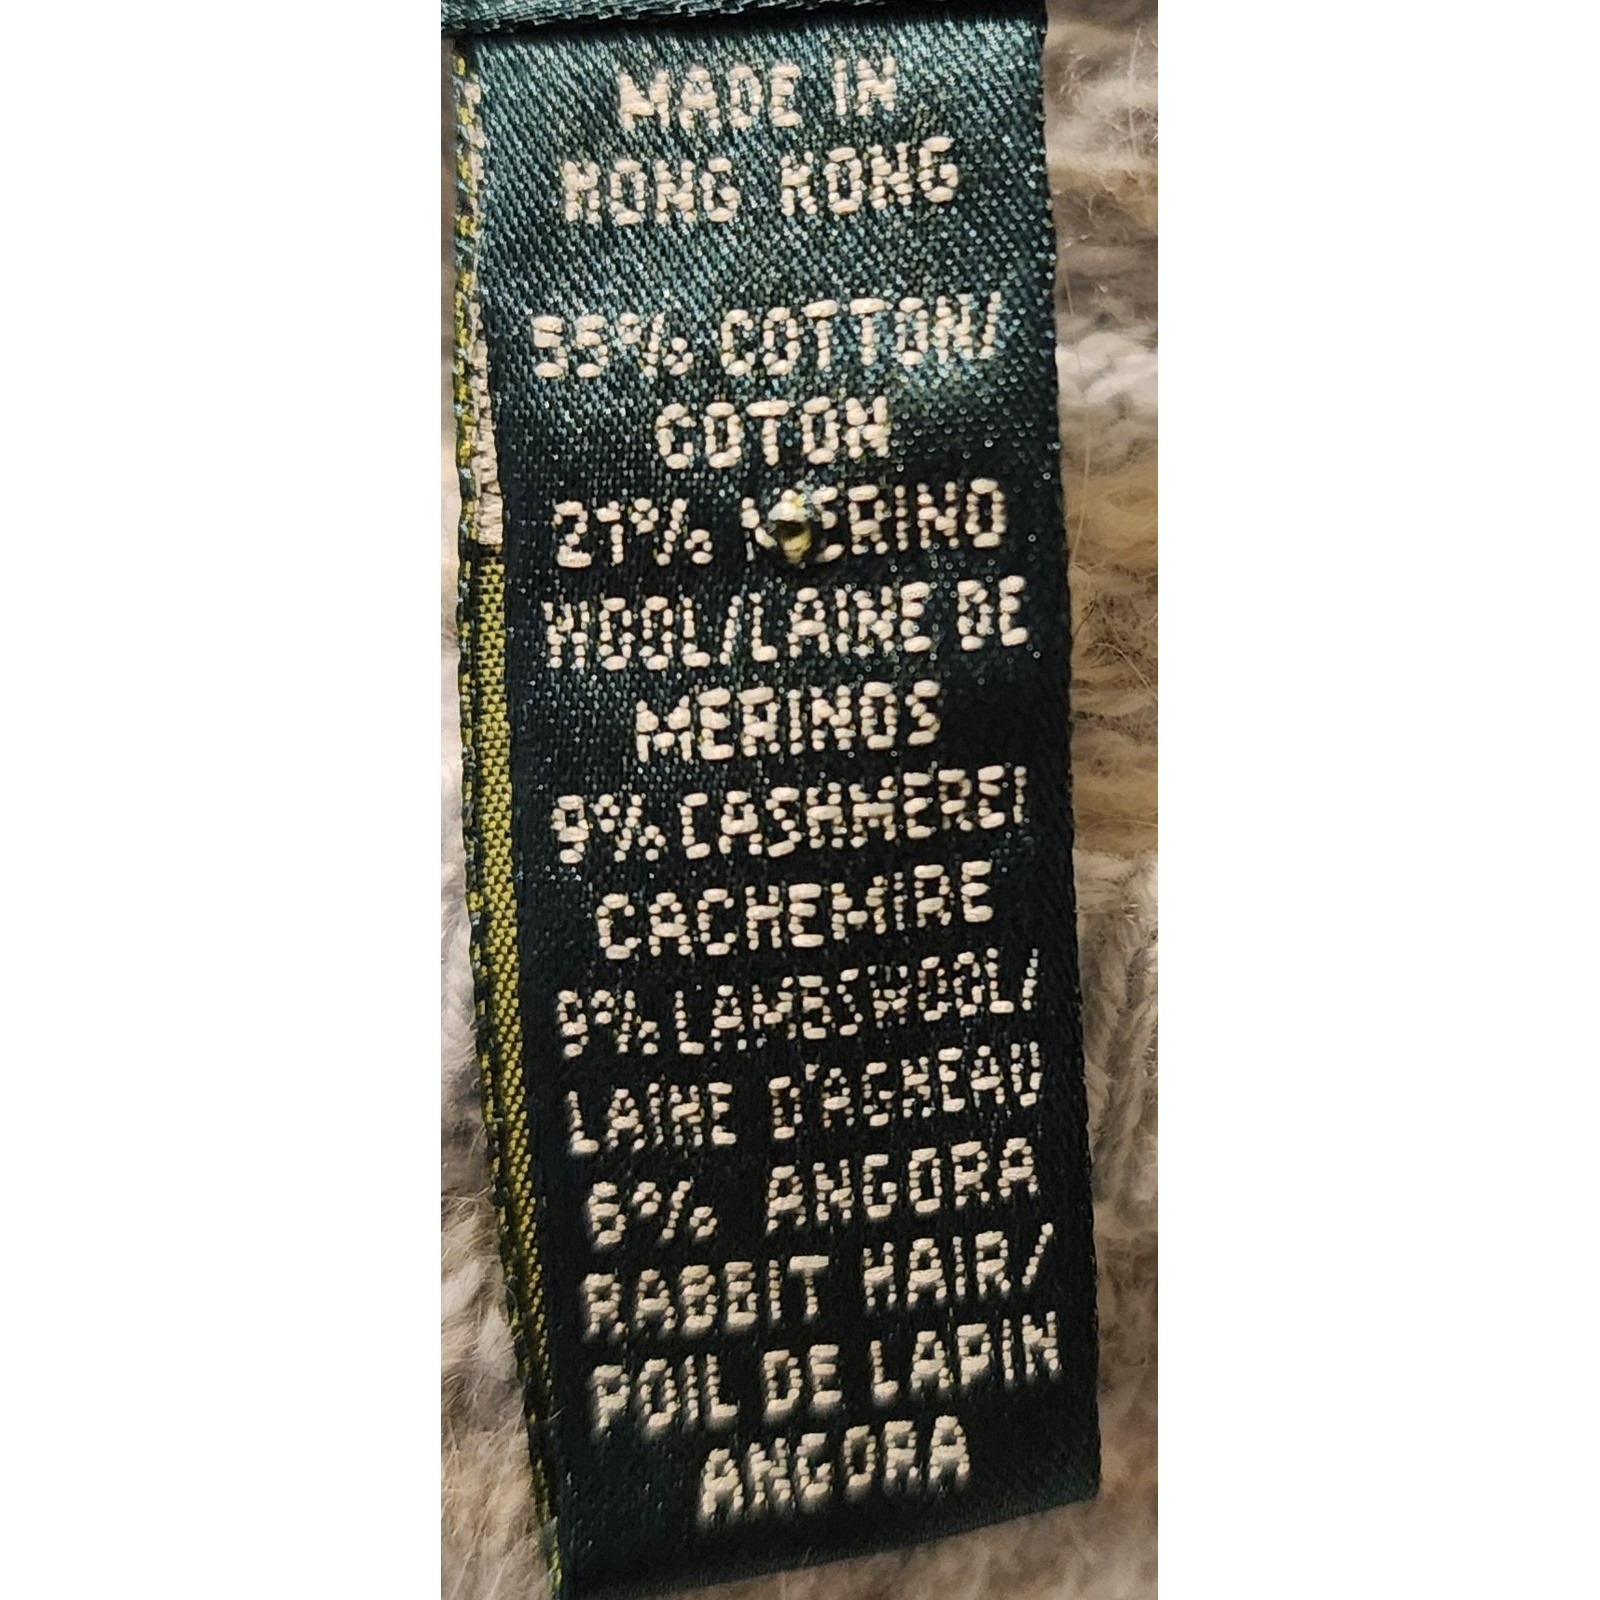 MADE IN
HONG KONG
55% COTTON/
COTON
21% MERINO
WOOL/LAINE DE
MERINOS
9% CASHMERE/
CACHEMIRE
9% LAMBSWOOL/
LAINE D'AGNEAU
6% ANGORA
RABBIT HAIR/
POIL DE LAPIN
ANGORA